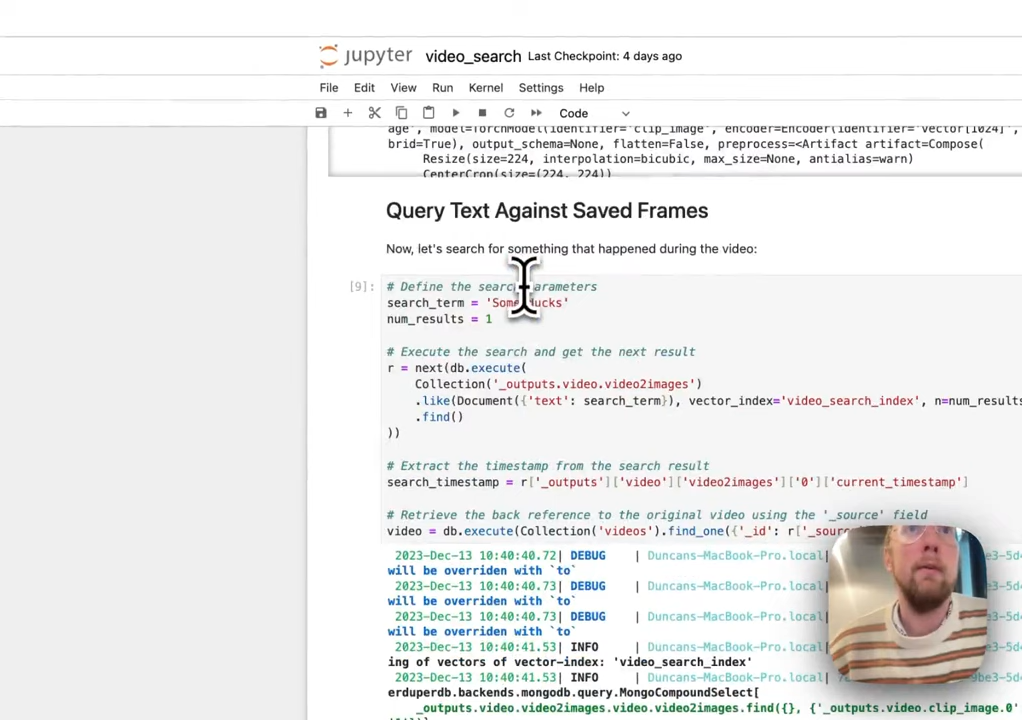 jupyter video_search Last Checkpoint: 4 days ago
File Edit View Run Kernel Settings Help
Code
age", model=TorchModel(identifier="clip_image", encoder=Encoder(identifier="vector[1024]",
brid=True), output_schema=None, flatten=False, preprocess=<Artifact artifact=Compose(
Resize(size=224, interpolation=bicubic, max_size=None, antialias=warn)
CenterCrop(size=(224, 224))
Query Text Against Saved Frames
Now, let's search for something that happened during the video:
[9]: # Define the search parameters
search_term = 'Some ducks'
num_results = 1
# Execute the search and get the next result
r = next(db.execute(
Collection('_outputs.video.video2images')
.like(Document({'text': search_term}), vector_index='video_search_index', n=num_results
.find()
))
# Extract the timestamp from the search result
search_timestamp = r['_outputs']['video']['video2images']['0']['current_timestamp']
# Retrieve the back reference to the original video using the '_source' field
video = db.execute(Collection('videos').find_one({'_id': r['_sour
2023-Dec-13 10:40:40.72| DEBUG | Duncans-MacBook-Pro.local| e3-5d
will be overriden with `to`
2023-Dec-13 10:40:40.73| DEBUG | Duncans-MacBook-Pro.local| e3-5d
will be overriden with `to`
2023-Dec-13 10:40:40.73| DEBUG | Duncans-MacBook-Pro.local| e3-5d
will be overriden with `to`
2023-Dec-13 10:40:41.53| INFO | Duncans-MacBook-Pro.local| e3-5d
ing of vectors of vector-index: 'video_search_index'
2023-Dec-13 10:40:41.53| INFO | Duncans-MacBook-Pro.local| 9be3-5d
erduperdb.backends.mongodb.query.MongoCompoundSelect[
_outputs.video.video2images.video.video2images.find({}, {'_outputs.video.clip_image.0'